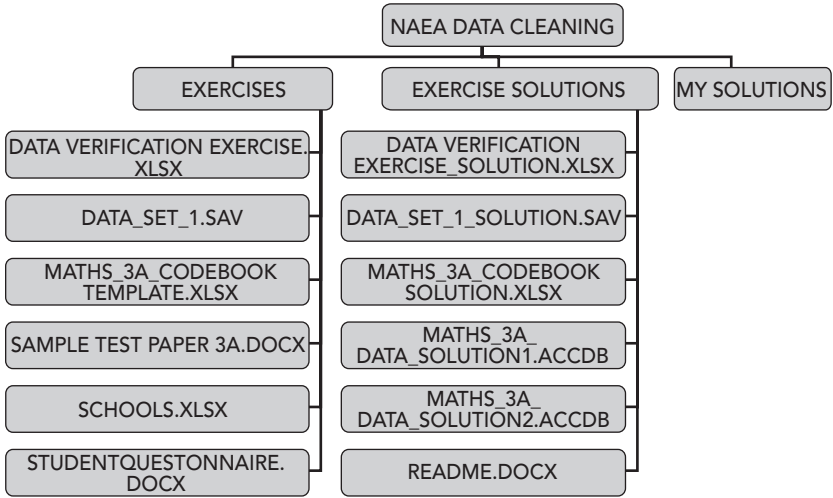 NAEA DATA CLEANING
EXERCISES
EXERCISE SOLUTIONS
MY SOLUTIONS
DATA VERIFICATION EXERCISE.
XLSX
DATA_SET_1.SAV
MATHS_3A_CODEBOOK
TEMPLATE.XLSX
SAMPLE TEST PAPER 3A.DOCX
SCHOOLS.XLSX
STUDENTQUESTONNAIRE.
DOCX
DATA VERIFICATION
EXERCISE_SOLUTION.XLSX
DATA_SET_1_SOLUTION.SAV
MATHS_3A_CODEBOOK
SOLUTION.XLSX
MATHS_3A_
DATA_SOLUTION1.ACCDB
MATHS_3A_
DATA_SOLUTION2.ACCDB
README.DOCX